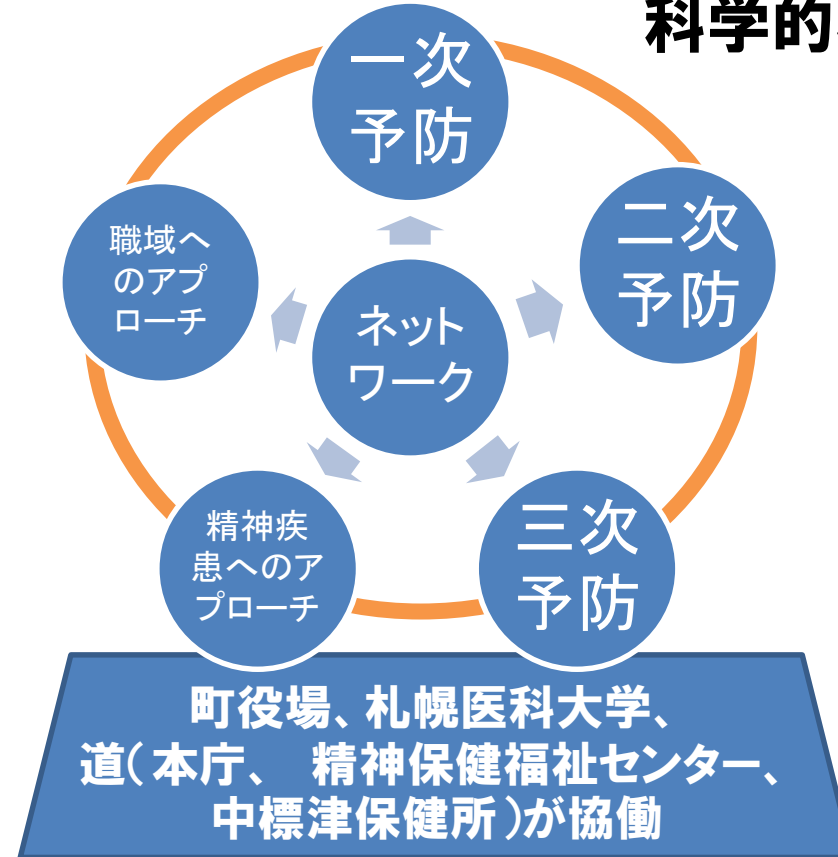 科学的
一次
予防
二次
予防
職域へ
のアプ
ローチ
ネット
ワーク
精神疾
患へのア
プローチ
三次
予防
町役場、札幌医科大学、
道(本庁、 精神保健福祉センター、
中標津保健所)が協働